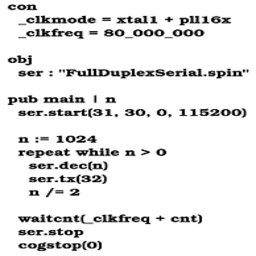 con
  _clkmode = xtal1 + pll16x
  _clkfreq = 80_000_000

obj
  ser : "FullDuplexSerial.spin"

pub main | n
  ser.start(31, 30, 0, 115200)

  n := 1024
  repeat while n > 0
    ser.dec(n)
    ser.tx(32)
    n /= 2

  waitcnt(_clkfreq + cnt)
  ser.stop
  cogstop(0)